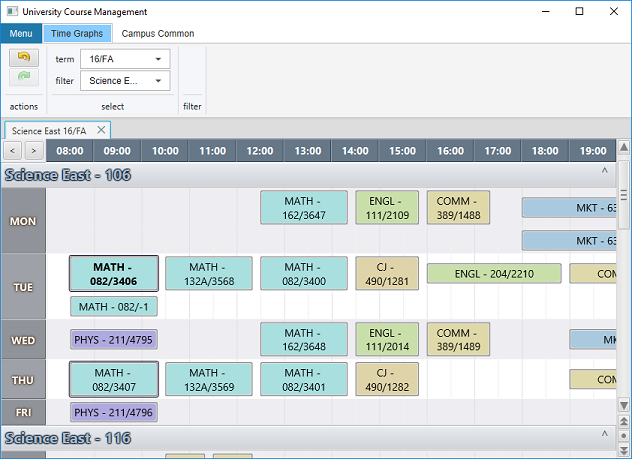 University Course Management
Menu Time Graphs Campus Common
term 16/FA
filter Science E...
actions select filter
Science East 16/FA
< > 08:00 09:00 10:00 11:00 12:00 13:00 14:00 15:00 16:00 17:00 18:00 19:00
Science East - 106
MATH - ENGL - COMM -
162/3647 111/2109 389/1488
MKT - 63
MON
MKT - 63
MATH - MATH - MATH - CJ -
082/3406 132A/3568 082/3400 490/1281
ENGL - 204/2210 COM
TUE
MATH - 082/-1
MATH - ENGL - COMM -
WED PHYS - 211/4795 MK
162/3648 111/2014 389/1489
MATH - MATH - MATH - CJ -
THU COM
082/3407 132A/3569 082/3401 490/1282
FRI PHYS - 211/4796
Science East - 116